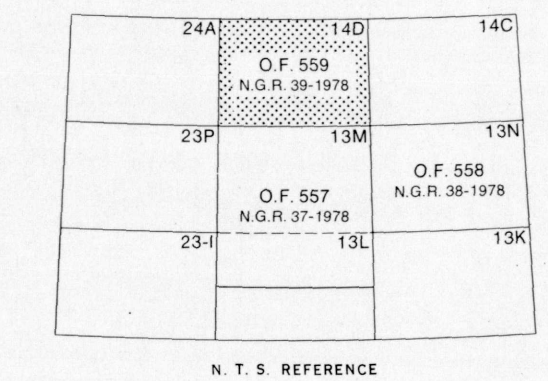 24A 14D 14C
O.F. 559
N.G.R. 39-1978
23P 13M 13N
O.F. 558
N.G.R. 38-1978
O.F. 557
N.G.R. 37-1978
23-I 13L 13K
N. T. S. REFERENCE